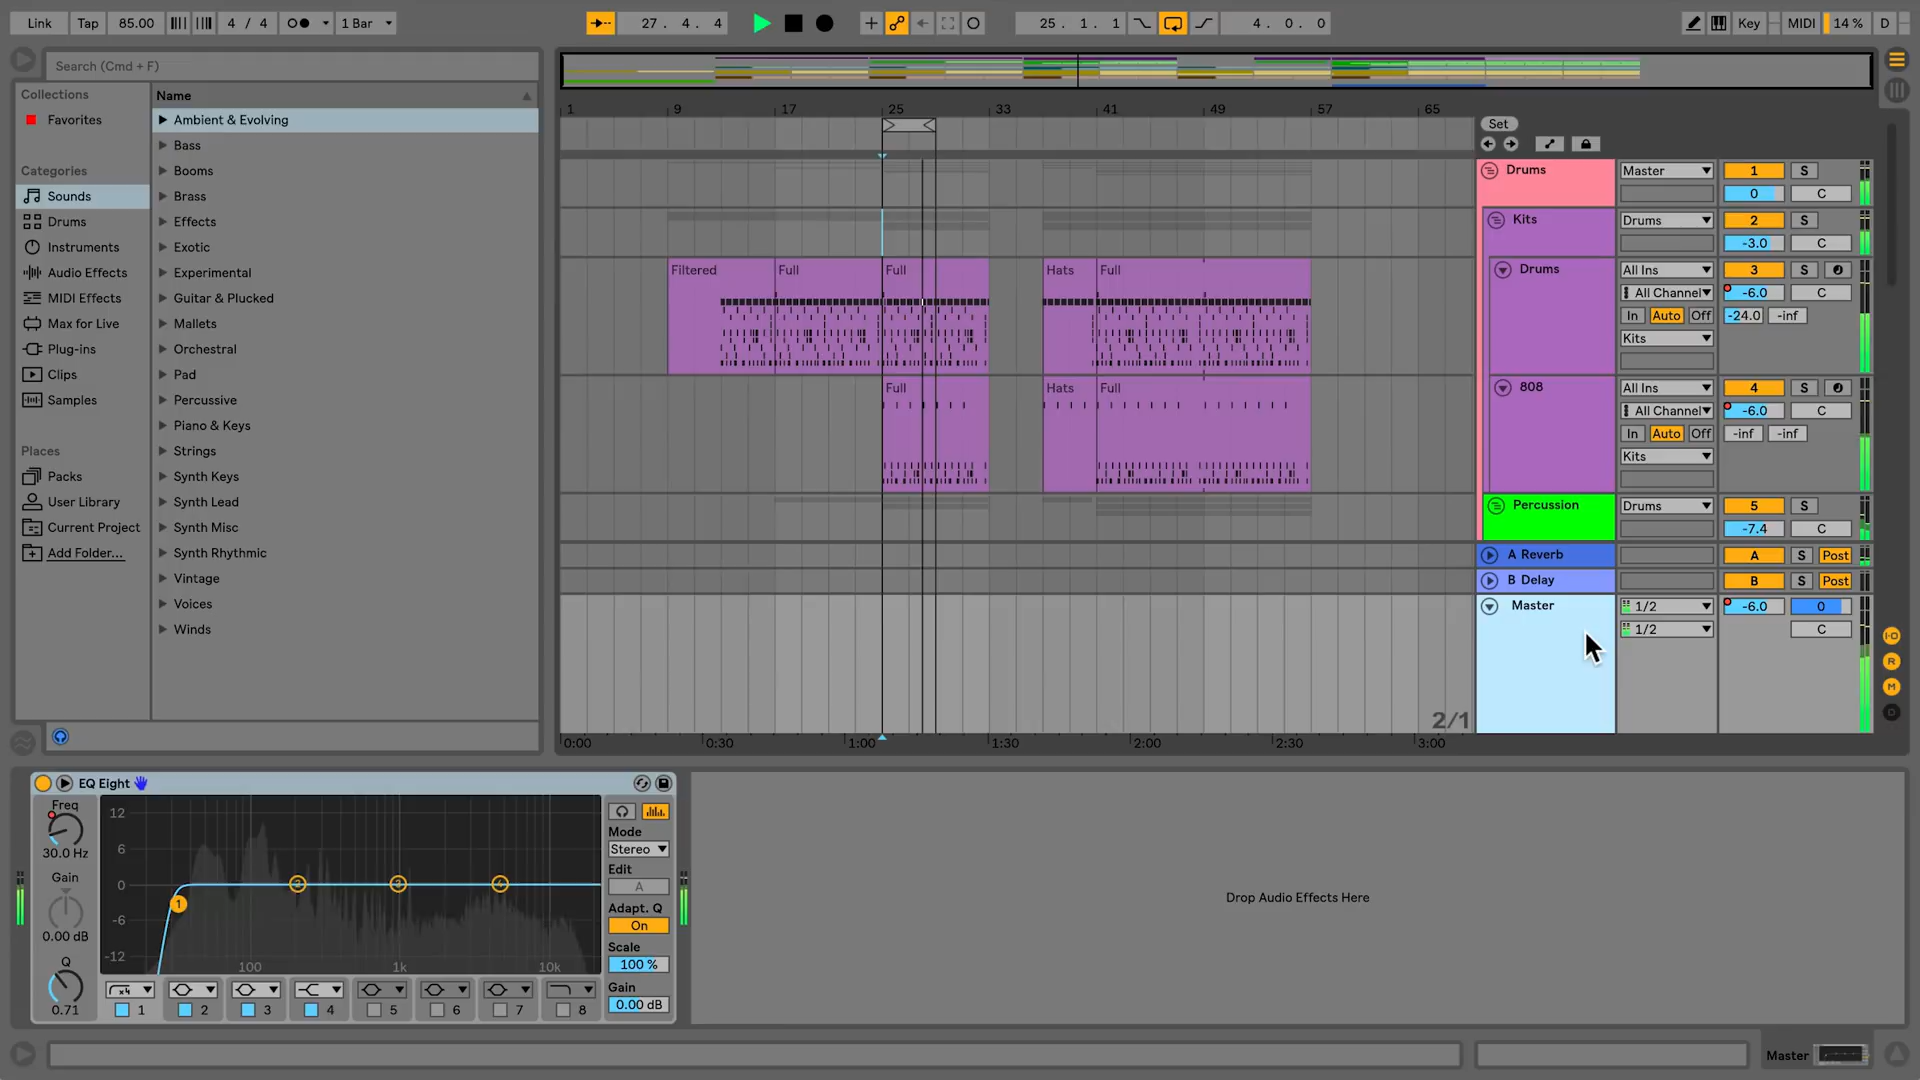 Link Tap 85.00 4 / 4 1 Bar 27. 4. 4 25. 1. 1 4. 0. 0 Key MIDI 14 % D
Search (Cmd + F)
Collections
Favorites
Categories
Sounds
Drums
Instruments
Audio Effects
MIDI Effects
Max for Live
Plug-ins
Clips
Samples
Places
Packs
User Library
Current Project
Add Folder...
Name
Ambient & Evolving
Bass
Booms
Brass
Effects
Exotic
Experimental
Guitar & Plucked
Mallets
Orchestral
Pad
Percussive
Piano & Keys
Strings
Synth Keys
Synth Lead
Synth Misc
Synth Rhythmic
Vintage
Voices
Winds
1 9 17 25 33 41 49 57 65
Set
Drums Master 1 S
0 C
Kits Drums 2 S
-3.0 C
Filtered Full Full Hats Full
Drums All Ins 3 S
All Channel -6.0 C
In Auto Off -24.0 -inf
Kits
Full Hats Full
808 All Ins 4 S
All Channel -6.0 C
In Auto Off -inf -inf
Kits
Percussion Drums 5 S
-7.4 C
A Reverb A S Post
B Delay B S Post
Master 1/2 -6.0 0
1/2 C
2/1
0:00 0:30 1:00 1:30 2:00 2:30 3:00
I-O
R
M
D
EQ Eight
Freq
30.0 Hz
Gain
0.00 dB
Q
0.71
12
6
0
-6
-12
100 1k 10k
1 2 3 4
x4
1 2 3 4 5 6 7 8
Mode
Stereo
Edit
A
Adapt. Q
On
Scale
100 %
Gain
0.00 dB
Drop Audio Effects Here
Master